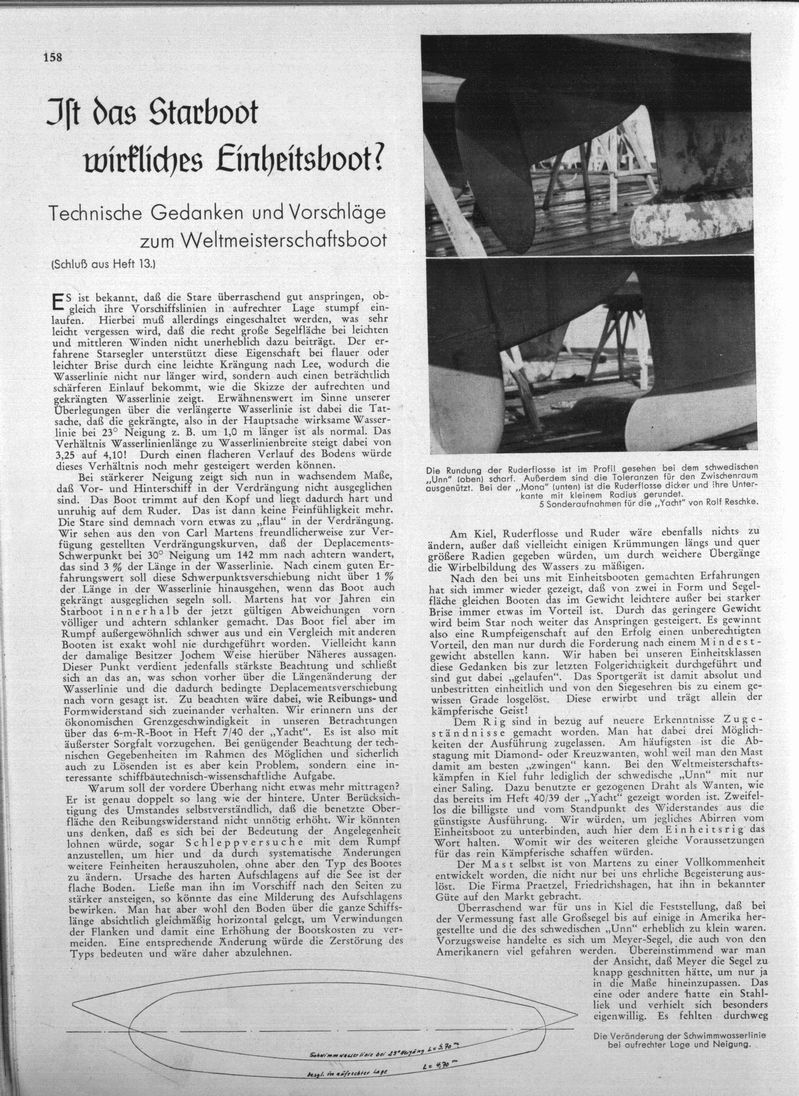 158
Ist das Starboot
wirkliches Einheitsboot?
Technische Gedanken und Vorschläge
zum Weltmeisterschaftsboot
(Schluß aus Heft 13.)
ES ist bekannt, daß die Stare überraschend gut anspringen, ob-
gleich ihre Vorschiffslinien in aufrechter Lage stumpf ein-
laufen. Hierbei muß allerdings eingeschaltet werden, was sehr
leicht vergessen wird, daß die recht große Segelfläche bei leichten
und mittleren Winden nicht unerheblich dazu beiträgt. Der er-
fahrene Starsegler unterstützt diese Eigenschaft bei flauer oder
leichter Brise durch eine leichte Krängung nach Lee, wodurch die
Wasserlinie nicht nur länger wird, sondern auch einen beträchtlich
schärferen Einlauf bekommt, wie die Skizze der aufrechten und
gekrängten Wasserlinie zeigt. Erwähnenswert im Sinne unserer
Überlegungen über die verlängerte Wasserlinie ist dabei die Tat-
sache, daß die gekrängte, also in der Hauptsache wirksame Wasser-
linie bei 23° Neigung z. B. um 1,0 m länger ist als normal. Das
Verhältnis Wasserlinienlänge zu Wasserlinienbreite steigt dabei von
3,25 auf 4,10! Durch einen flacheren Verlauf des Bodens würde
dieses Verhältnis noch mehr gesteigert werden können.
Bei stärkerer Neigung zeigt sich nun in wachsendem Maße,
daß Vor- und Hinterschiff in der Verdrängung nicht ausgeglichen
sind. Das Boot trimmt auf den Kopf und liegt dadurch hart und
unruhig auf dem Ruder. Das ist dann keine Feinfühligkeit mehr.
Die Stare sind demnach vorn etwas zu „flau“ in der Verdrängung.
Wir sehen aus den von Carl Martens freundlicherweise zur Ver-
fügung gestellten Verdrängungskurven, daß der Deplacements-
Schwerpunkt bei 30° Neigung um 142 mm nach achtern wandert,
das sind 3 % der Länge in der Wasserlinie. Nach einem guten Er-
fahrungswert soll diese Schwerpunktsverschiebung nicht über 1 %
der Länge in der Wasserlinie hinausgehen, wenn das Boot auch
gekrängt ausgeglichen segeln soll. Martens hat vor Jahren ein
Starboot innerhalb der jetzt gültigen Abweichungen vorn
völliger und achtern schlanker gemacht. Das Boot fiel aber im
Rumpf außergewöhnlich schwer aus und ein Vergleich mit anderen
Booten ist exakt wohl nie durchgeführt worden. Vielleicht kann
der damalige Besitzer Jochem Weise hierüber Näheres aussagen.
Dieser Punkt verdient jedenfalls stärkste Beachtung und schließt
sich an das an, was schon vorher über die Längenänderung der
Wasserlinie und die dadurch bedingte Deplacementsverschiebung
nach vorn gesagt ist. Zu beachten wäre dabei, wie Reibungs- und
Formwiderstand sich zueinander verhalten. Wir erinnern uns der
ökonomischen Grenzgeschwindigkeit in unseren Betrachtungen
über das 6-m-R-Boot in Heft 7/40 der „Yacht“. Es ist also mit
äußerster Sorgfalt vorzugehen. Bei genügender Beachtung der tech-
nischen Gegebenheiten im Rahmen des Möglichen und sicherlich
auch zu Lösenden ist es aber kein Problem, sondern eine in-
teressante schiffbautechnisch-wissenschaftliche Aufgabe.
Warum soll der vordere Überhang nicht etwas mehr mittragen?
Er ist genau doppelt so lang wie der hintere. Unter Berücksich-
tigung des Umstandes selbstverständlich, daß die benetzte Ober-
fläche den Reibungswiderstand nicht unnötig erhöht. Wir könnten
uns denken, daß es sich bei der Bedeutung der Angelegenheit
lohnen würde, sogar Schleppversuche mit dem Rumpf
anzustellen, um hier und da durch systematische Änderungen
weitere Feinheiten herauszuholen, ohne aber den Typ des Bootes
zu ändern. Ursache des harten Aufschlagens auf die See ist der
flache Boden. Ließe man ihn im Vorschiff nach den Seiten zu
stärker ansteigen, so könnte das eine Milderung des Aufschlagens
bewirken. Man hat aber wohl den Boden über die ganze Schiffs-
länge absichtlich gleichmäßig horizontal gelegt, um Verwindungen
der Flanken und damit eine Erhöhung der Bootskosten zu ver-
meiden. Eine entsprechende Änderung würde die Zerstörung des
Typs bedeuten und wäre daher abzulehnen.
Die Rundung der Ruderflosse ist im Profil gesehen bei dem schwedischen
„Unn“ (oben) scharf. Außerdem sind die Toleranzen für den Zwischenraum
ausgenützt. Bei der „Mona“ (unten) ist die Ruderflosse dicker und ihre Unter-
kante mit kleinem Radius gerundet.
5 Sonderaufnahmen für die „Yacht“ von Rolf Reschke.
Am Kiel, Ruderflosse und Ruder wäre ebenfalls nichts zu
ändern, außer daß vielleicht einigen Krümmungen längs und quer
größere Radien gegeben würden, um durch weichere Übergänge
die Wirbelbildung des Wassers zu mäßigen.
Nach den bei uns mit Einheitsbooten gemachten Erfahrungen
hat sich immer wieder gezeigt, daß von zwei in Form und Segel-
fläche gleichen Booten das im Gewicht leichtere außer bei starker
Brise immer etwas im Vorteil ist. Durch das geringere Gewicht
wird beim Star noch weiter das Anspringen gesteigert. Es gewinnt
also eine Rumpfeigenschaft auf den Erfolg einen unberechtigten
Vorteil, den man nur durch die Forderung nach einem Mindest-
gewicht abstellen kann. Wir haben bei unseren Einheitsklassen
diese Gedanken bis zur letzten Folgerichtigkeit durchgeführt und
sind gut dabei „gelaufen“. Das Sportgerät ist damit absolut und
unbestritten einheitlich und von den Siegesehren bis zu einem ge-
wissen Grade losgelöst. Diese erwirbt und trägt allein der
kämpferische Geist!
Dem Rig sind in bezug auf neuere Erkenntnisse Zuge-
ständnisse gemacht worden. Man hat dabei drei Möglich-
keiten der Ausführung zugelassen. Am häufigsten ist die Ab-
stagung mit Diamond- oder Kreuzwanten, wohl weil man den Mast
damit am besten „zwingen“ kann. Bei den Weltmeisterschafts-
kämpfen in Kiel fuhr lediglich der schwedische „Unn“ mit nur
einer Saling. Dazu benutzte er gezogenen Draht als Wanten, wie
das bereits im Heft 40/39 der „Yacht“ gezeigt worden ist. Zweifel-
los die billigste und vom Standpunkt des Widerstandes aus die
günstigste Ausführung. Wir würden, um jegliches Abirren vom
Einheitsboot zu unterbinden, auch hier dem Einheitsrig das
Wort halten. Womit wir des weiteren gleiche Voraussetzungen
für das rein Kämpferische schaffen würden.
Der Mast selbst ist von Martens zu einer Vollkommenheit
entwickelt worden, die nicht nur bei uns ehrliche Begeisterung aus-
löst. Die Firma Praetzel, Friedrichshagen, hat ihn in bekannter
Güte auf den Markt gebracht.
Überraschend war für uns in Kiel die Feststellung, daß bei
der Vermessung fast alle Großsegel bis auf einige in Amerika her-
gestellte und die des schwedischen „Unn“ erheblich zu klein waren.
Vorzugsweise handelte es sich um Meyer-Segel, die auch von den
Amerikanern viel gefahren werden. Übereinstimmend war man
der Ansicht, daß Meyer die Segel zu
knapp geschnitten hätte, um nur ja
in die Maße hineinzupassen. Das
eine oder andere hatte ein Stahl-
liek und verhielt sich besonders
eigenwillig. Es fehlten durchweg
Schwimmwasserlinie bei 23° Neigung L = 5.70 m
desgl. in aufrechter Lage L = 4,70 m
Die Veränderung der Schwimmwasserlinie
bei aufrechter Lage und Neigung.